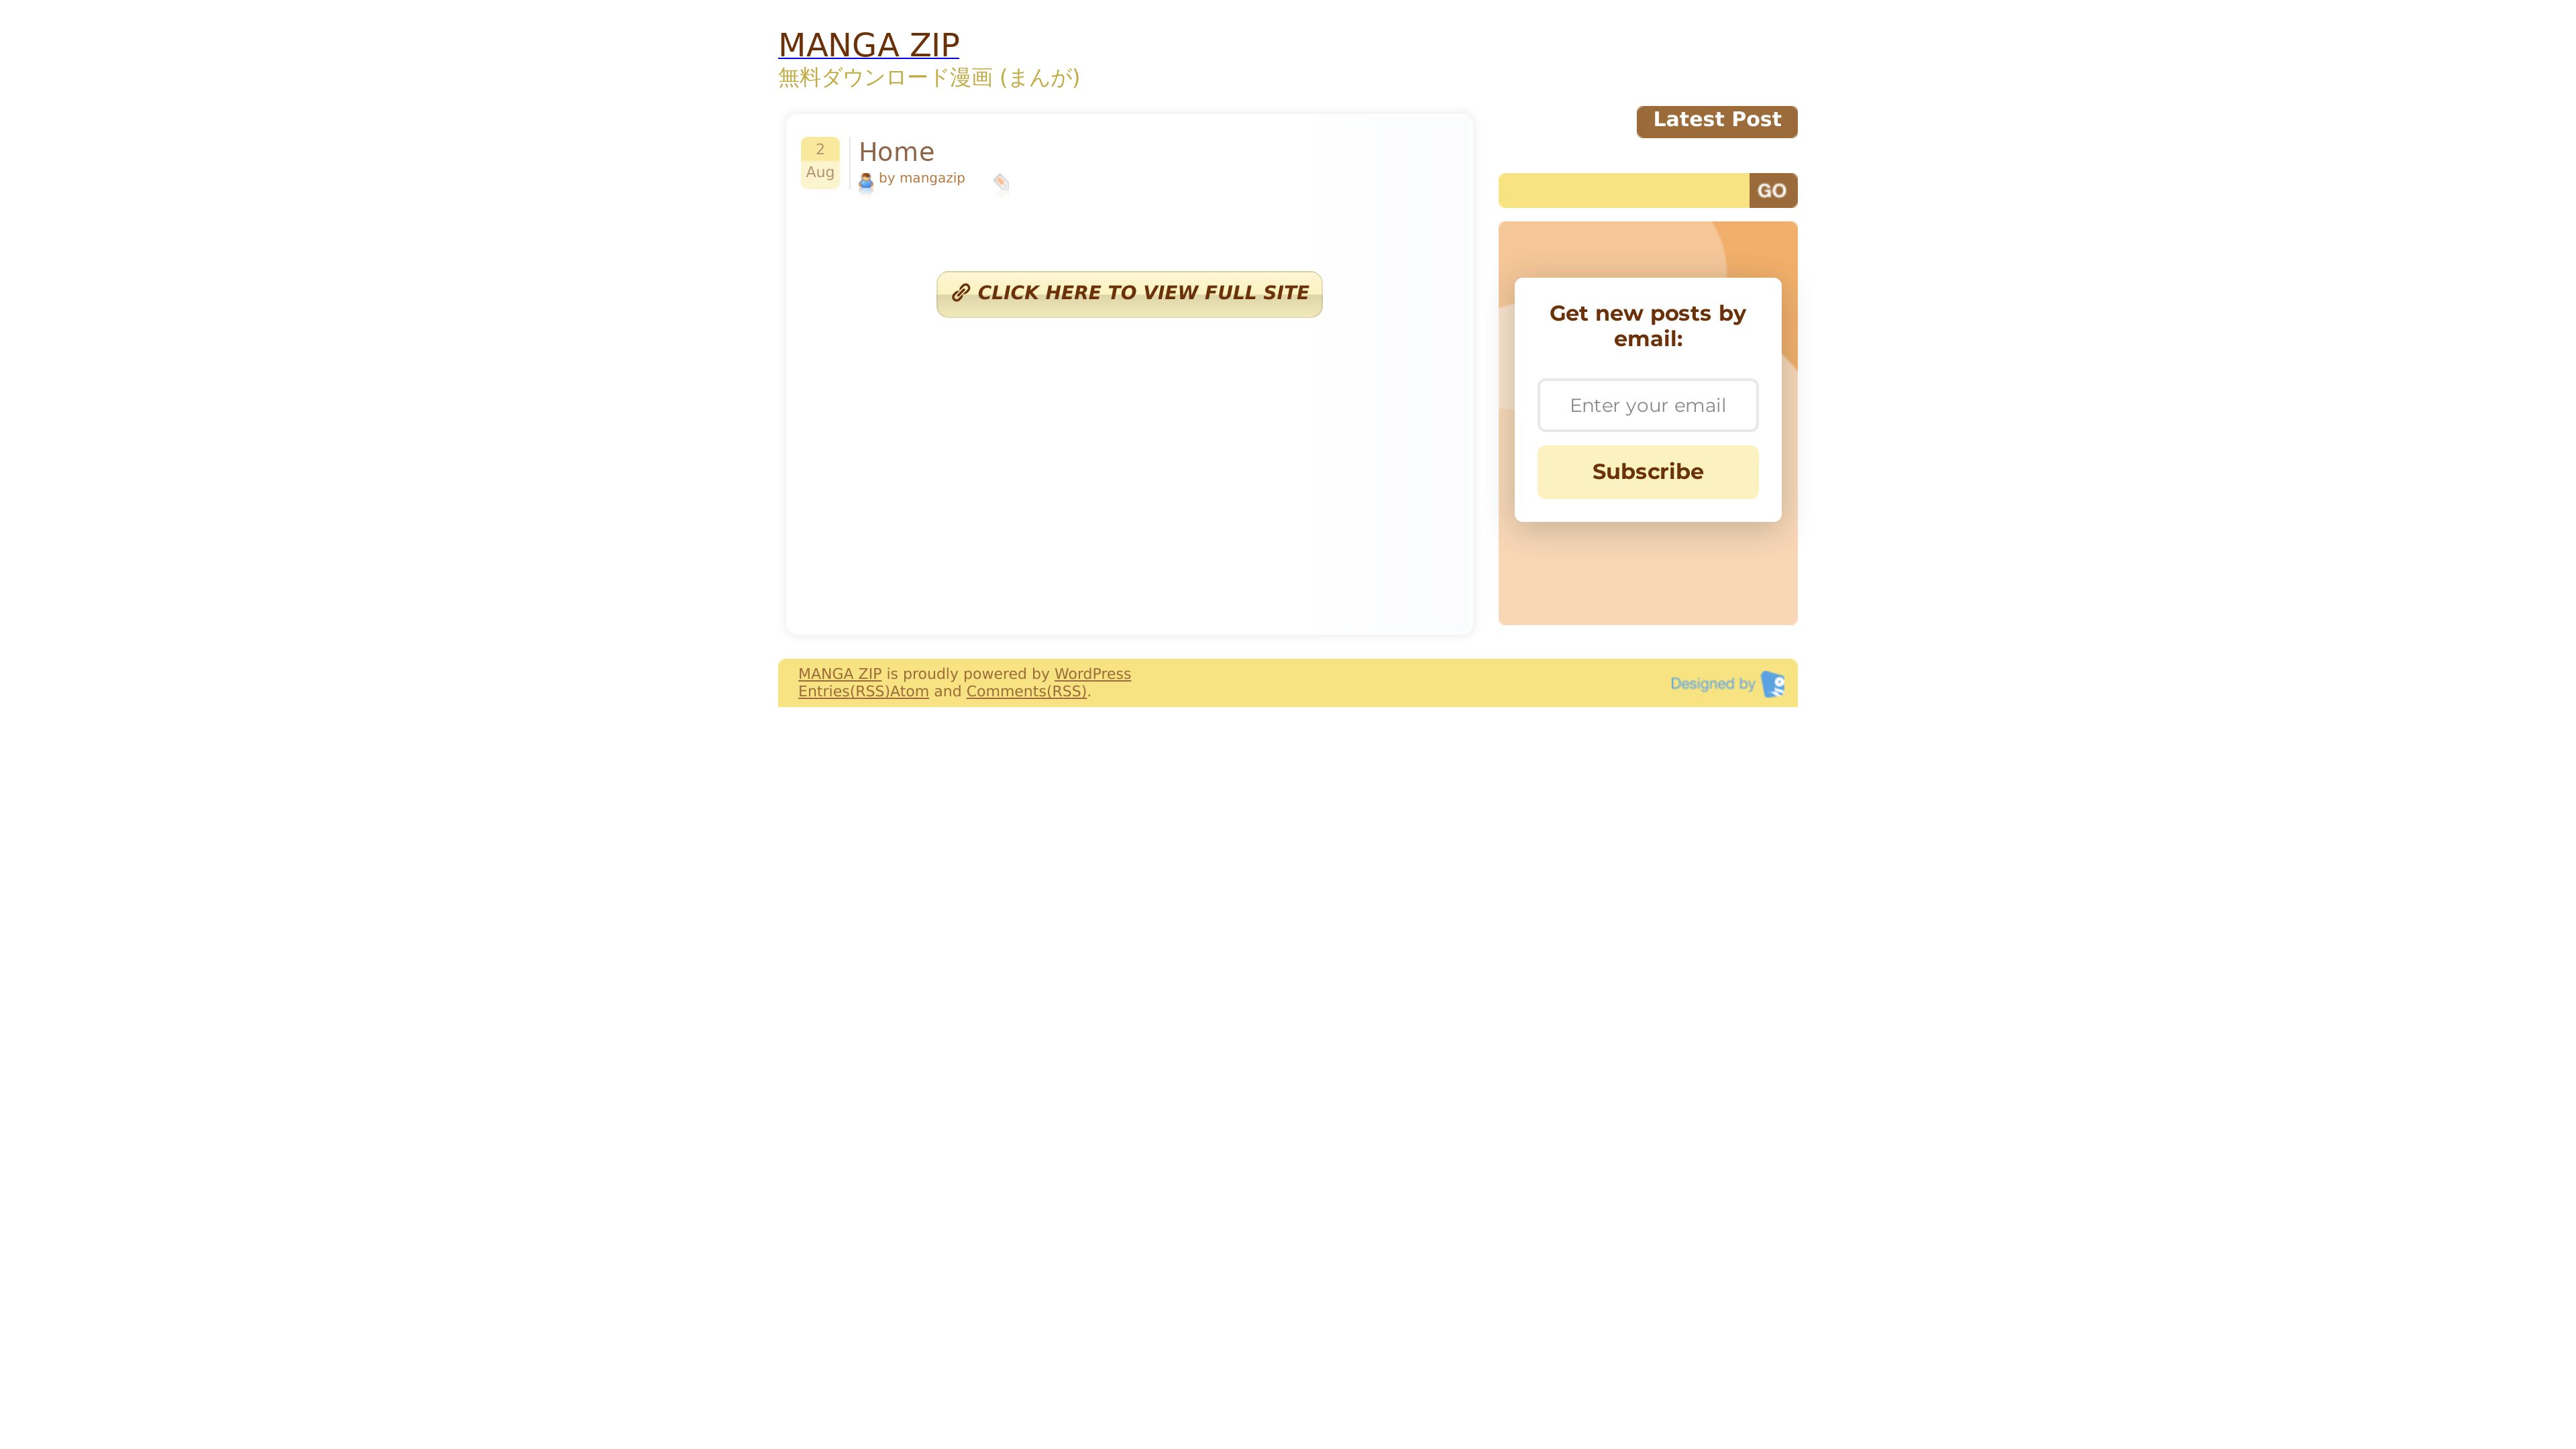 MANGA ZIP
無料ダウンロード漫画 (まんが)
Latest Post
2
Aug
Home
by mangazip
GO
CLICK HERE TO VIEW FULL SITE
Get new posts by
email:
Enter your email
Subscribe
MANGA ZIP is proudly powered by WordPress
Entries(RSS)Atom and Comments(RSS).
Designed by